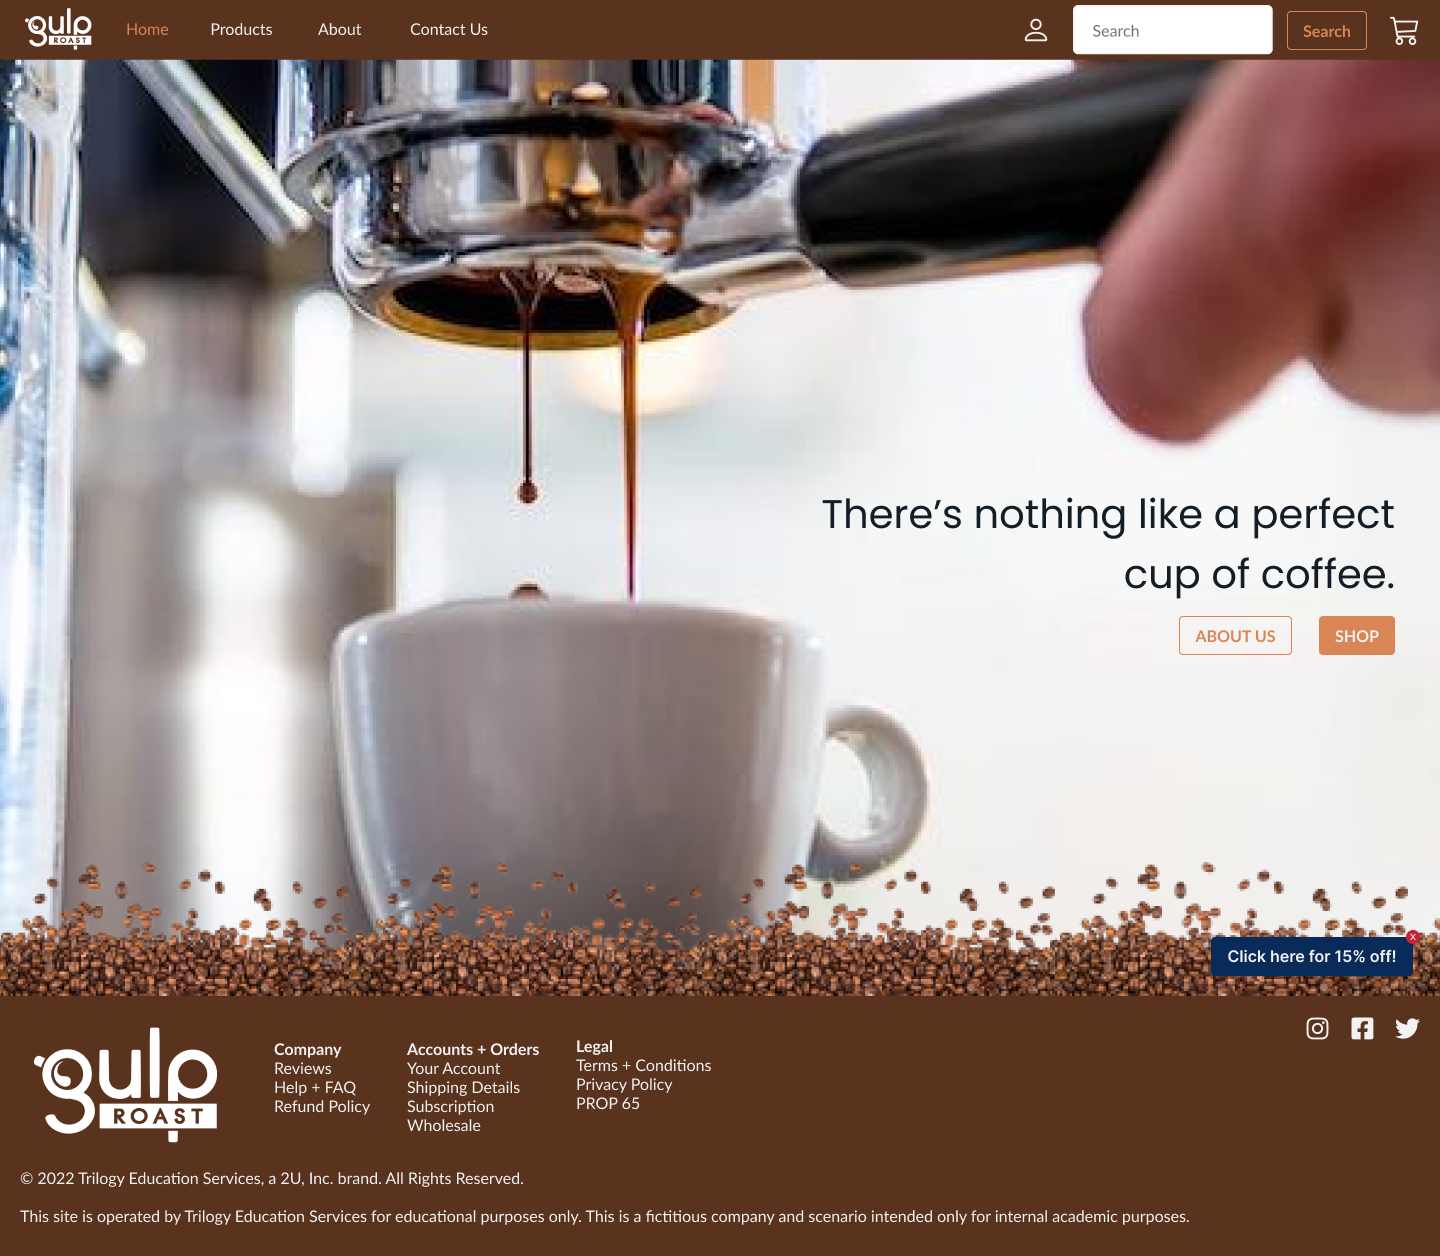 gulp
ROAST
Home
Products
About
Contact Us
Search
Search
There’s nothing like a perfect
cup of coffee.
ABOUT US
SHOP
Click here for 15% off!
x
gulp
ROAST
Company
Reviews
Help + FAQ
Refund Policy
Accounts + Orders
Your Account
Shipping Details
Subscription
Wholesale
Legal
Terms + Conditions
Privacy Policy
PROP 65
© 2022 Trilogy Education Services, a 2U, Inc. brand. All Rights Reserved.
This site is operated by Trilogy Education Services for educational purposes only. This is a fictitious company and scenario intended only for internal academic purposes.